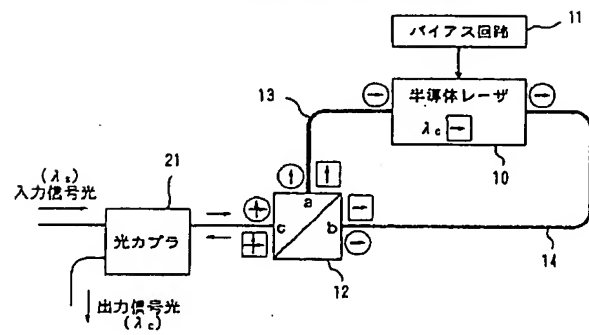 11
バイアス回路
13
半導体レーザ
λc
10
(λs)
入力信号光
21
a
c
b
光カプラ
12
14
出力信号光
(λc)